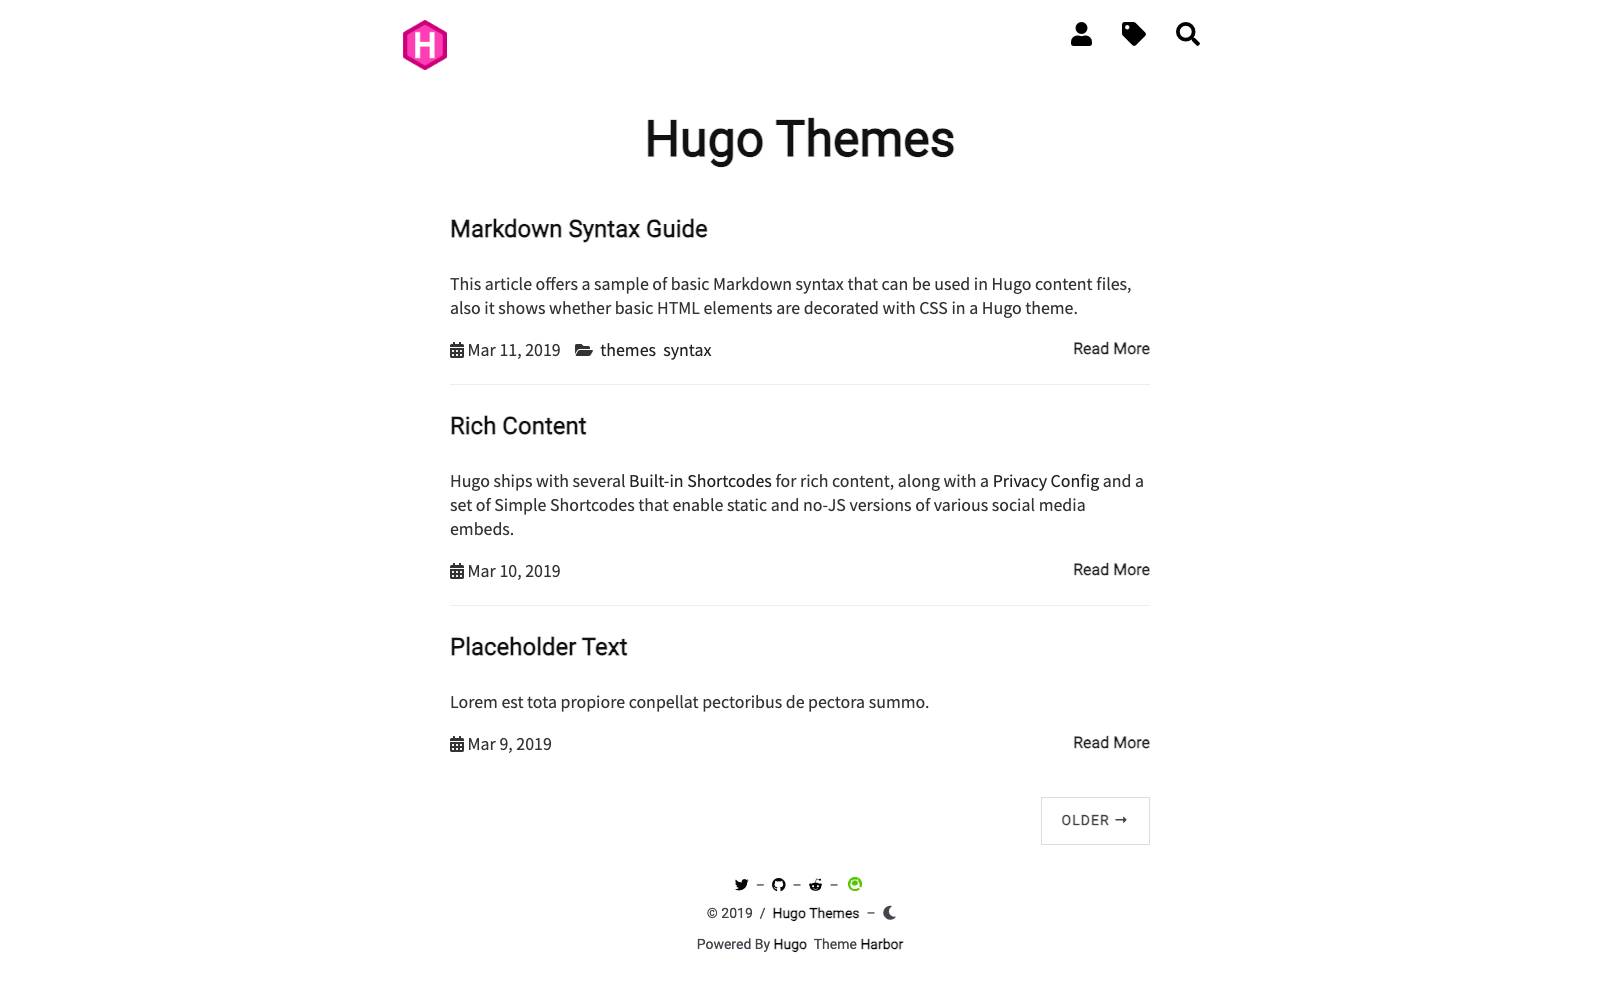 H
Hugo Themes
Markdown Syntax Guide
This article offers a sample of basic Markdown syntax that can be used in Hugo content files,
also it shows whether basic HTML elements are decorated with CSS in a Hugo theme.
Mar 11, 2019 themes syntax Read More
Rich Content
Hugo ships with several Built-in Shortcodes for rich content, along with a Privacy Config and a
set of Simple Shortcodes that enable static and no-JS versions of various social media
embeds.
Mar 10, 2019 Read More
Placeholder Text
Lorem est tota propiore conpellat pectoribus de pectora summo.
Mar 9, 2019 Read More
OLDER →
– – –
© 2019 / Hugo Themes –
Powered By Hugo Theme Harbor